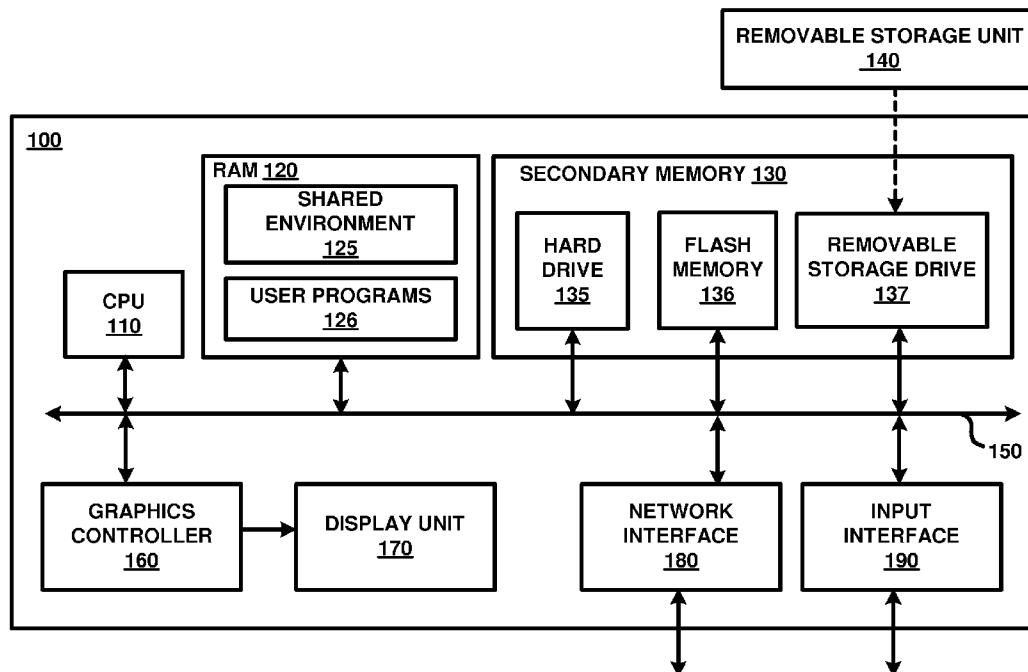 REMOVABLE STORAGE UNIT
140
100
RAM 120
SHARED
ENVIRONMENT
125
USER PROGRAMS
126
SECONDARY MEMORY 130
HARD
DRIVE
135
FLASH
MEMORY
136
REMOVABLE
STORAGE DRIVE
137
CPU
110
150
GRAPHICS
CONTROLLER
160
DISPLAY UNIT
170
NETWORK
INTERFACE
180
INPUT
INTERFACE
190